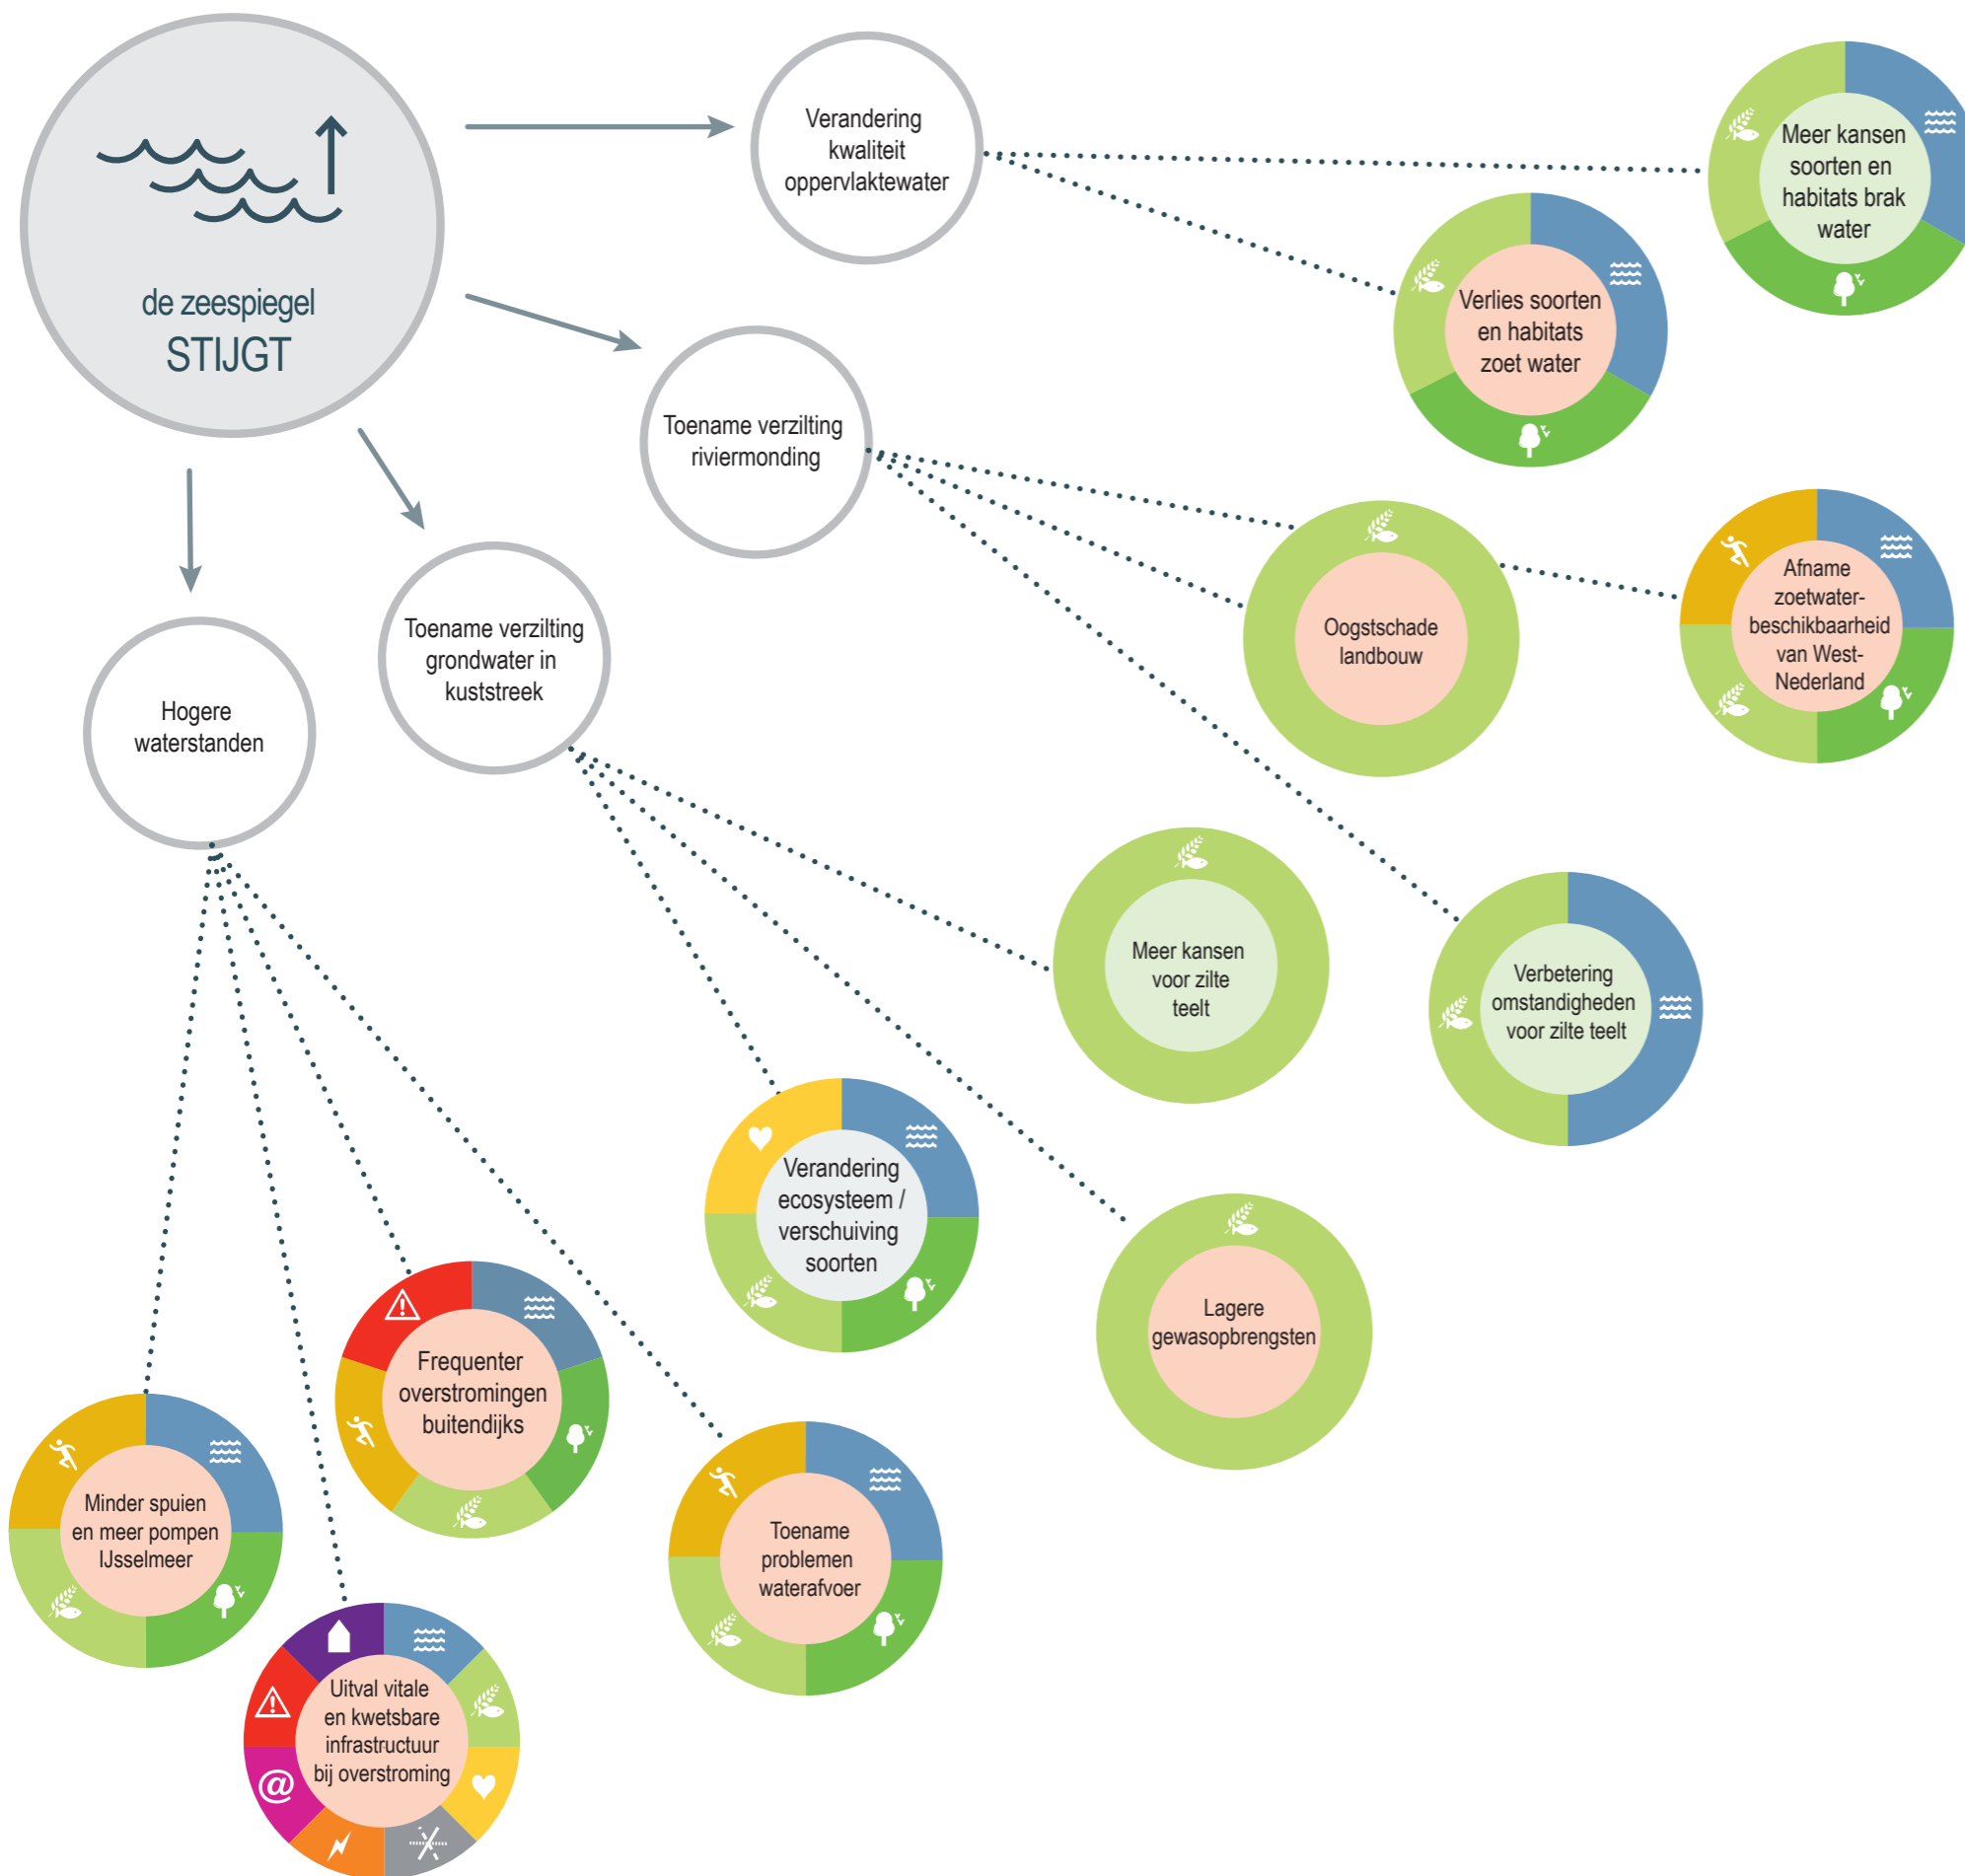 de zeespiegel
STIJGT
Verandering
kwaliteit
oppervlaktewater
Meer kansen
soorten en
habitats brak
water
Verlies soorten
en habitats
zoet water
Toename verzilting
riviermonding
Oogstschade
landbouw
Afname
zoetwater-
beschikbaarheid
van West-
Nederland
Toename verzilting
grondwater in
kuststreek
Hogere
waterstanden
Meer kansen
voor zilte
teelt
Verbetering
omstandigheden
voor zilte teelt
Verandering
ecosysteem /
verschuiving
soorten
Lagere
gewasopbrengsten
Frequenter
overstromingen
buitendijks
Minder spuien
en meer pompen
IJsselmeer
Toename
problemen
waterafvoer
Uitval vitale
en kwetsbare
infrastructuur
bij overstroming
@